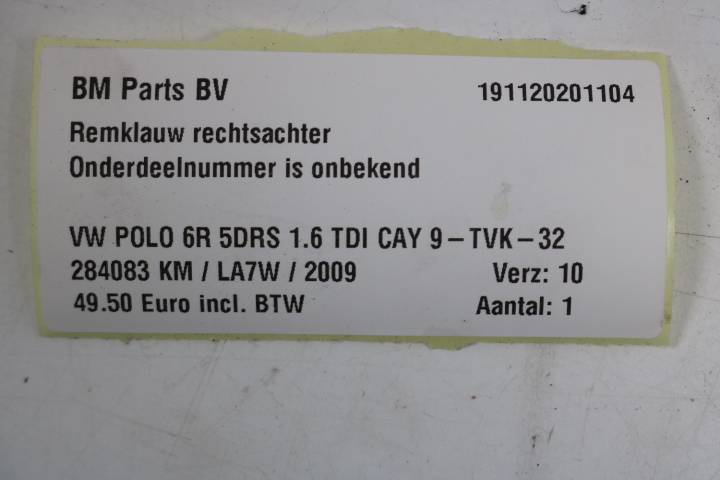 BM Parts BV 191120201104
Remklauw rechtsachter
Onderdeelnummer is onbekend
VW POLO 6R 5DRS 1.6 TDI CAY 9-TVK-32
284083 KM / LA7W / 2009 Verz: 10
49.50 Euro incl. BTW Aantal: 1